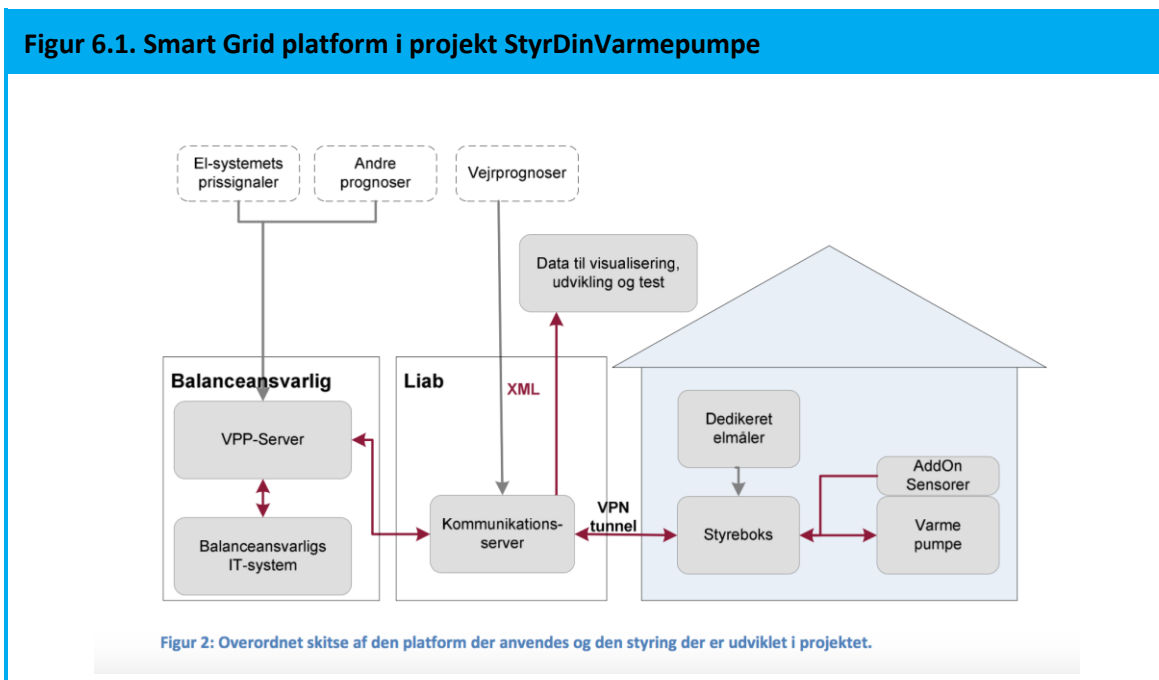 Figur 6.1. Smart Grid platform i projekt StyrDinVarmepumpe
El-systemets
prissignaler
Andre
prognoser
Vejrprognoser
Data til visualisering,
udvikling og test
Balanceansvarlig
Liab
XML
VPP-Server
Dedikeret
elmåler
AddOn
Sensorer
Balanceansvarligs
IT-system
Kommunikations-
server
VPN
tunnel
Styreboks
Varme
pumpe
Figur 2: Overordnet skitse af den platform der anvendes og den styring der er udviklet i projektet.